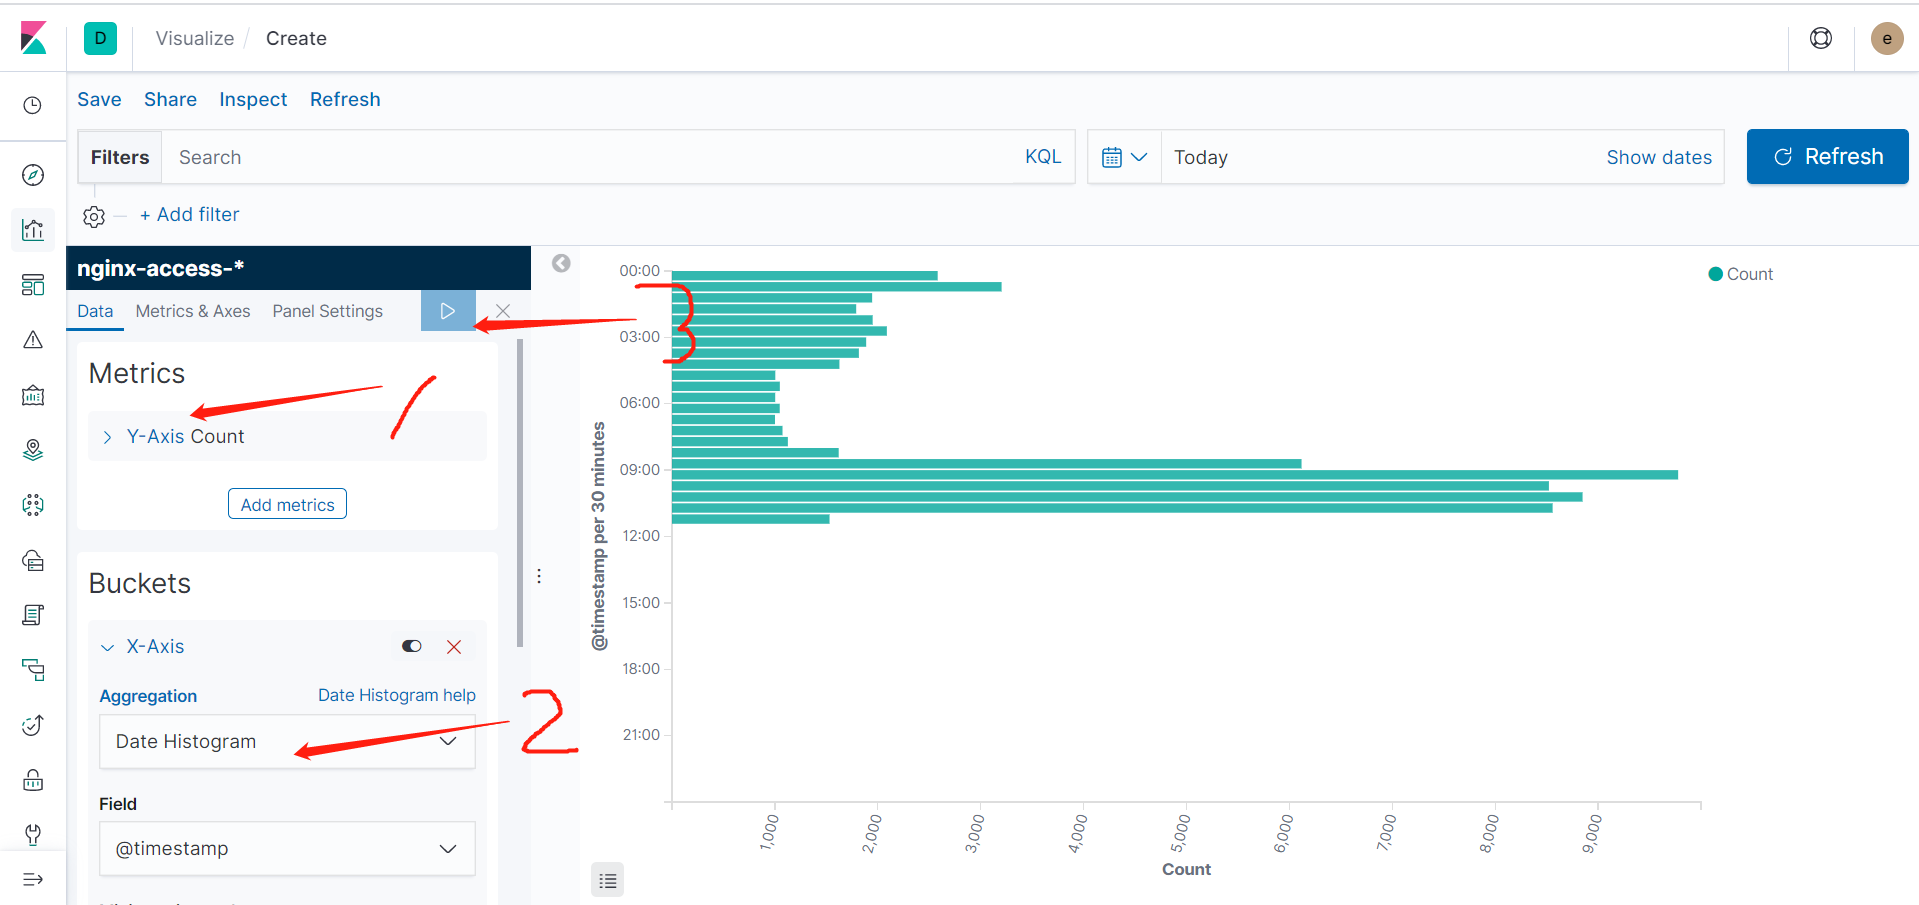 D Visualize / Create e
Save Share Inspect Refresh
Filters Search KQL Today Show dates Refresh
+ Add filter
nginx-access-*
Data Metrics & Axes Panel Settings
Metrics
1
Y-Axis Count
Add metrics
Buckets
X-Axis
Aggregation Date Histogram help
Date Histogram
2
Field
@timestamp
3
@timestamp per 30 minutes
00:00
03:00
06:00
09:00
12:00
15:00
18:00
21:00
1,000 2,000 3,000 4,000 5,000 6,000 7,000 8,000 9,000
Count
Count